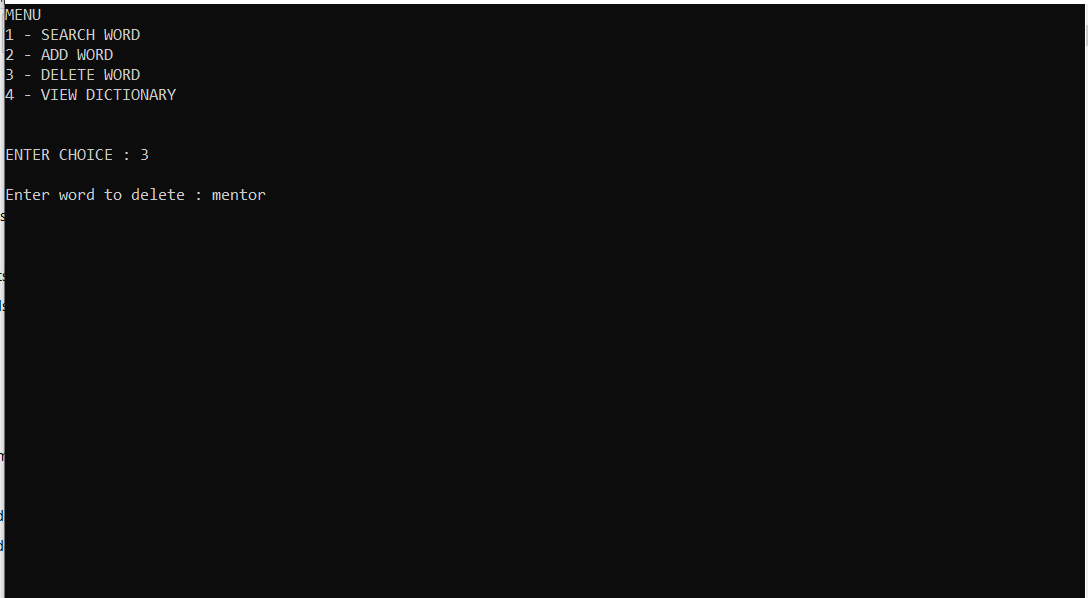 MENU
1 - SEARCH WORD
2 - ADD WORD
3 - DELETE WORD
4 - VIEW DICTIONARY
ENTER CHOICE : 3
Enter word to delete : mentor